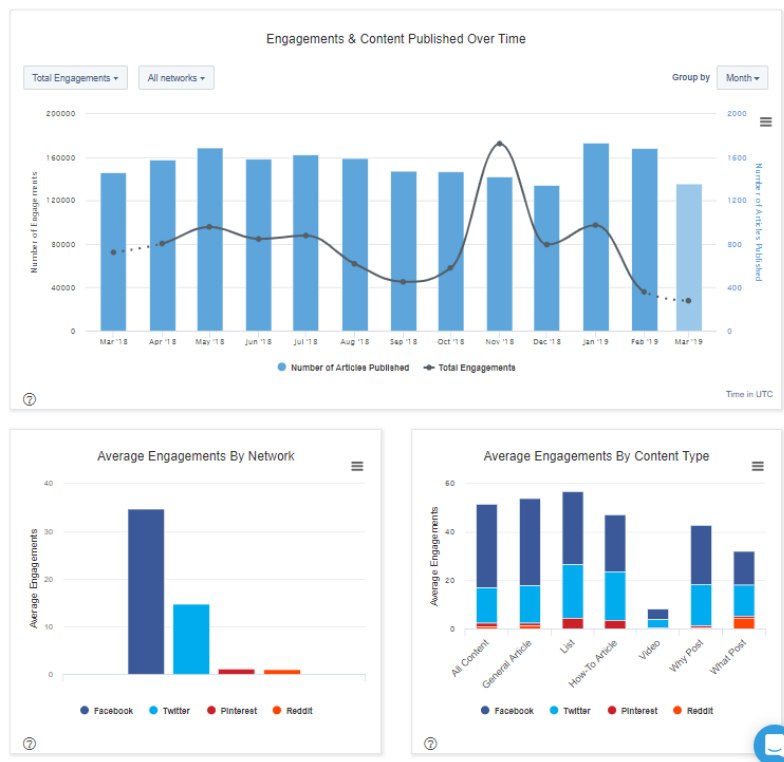 Engagements & Content Published Over Time
Total Engagements All networks Group by Month
200000 2000
160000 1600
120000 1200
80000 800
40000 400
0 0
Number of Engagements
Number of Articles Published
Mar '18 Apr '18 May '18 Jun '18 Jul '18 Aug '18 Sep '18 Oct '18 Nov '18 Dec '18 Jan '19 Feb '19 Mar '19
Number of Articles Published Total Engagements
? Time in UTC
Average Engagements By Network
40
30
20
10
0
Average Engagements
Facebook Twitter Pinterest Reddit
?
Average Engagements By Content Type
60
40
20
0
Average Engagements
All Content General Article List How-To Article Video Why Post What Post
Facebook Twitter Pinterest Reddit
?